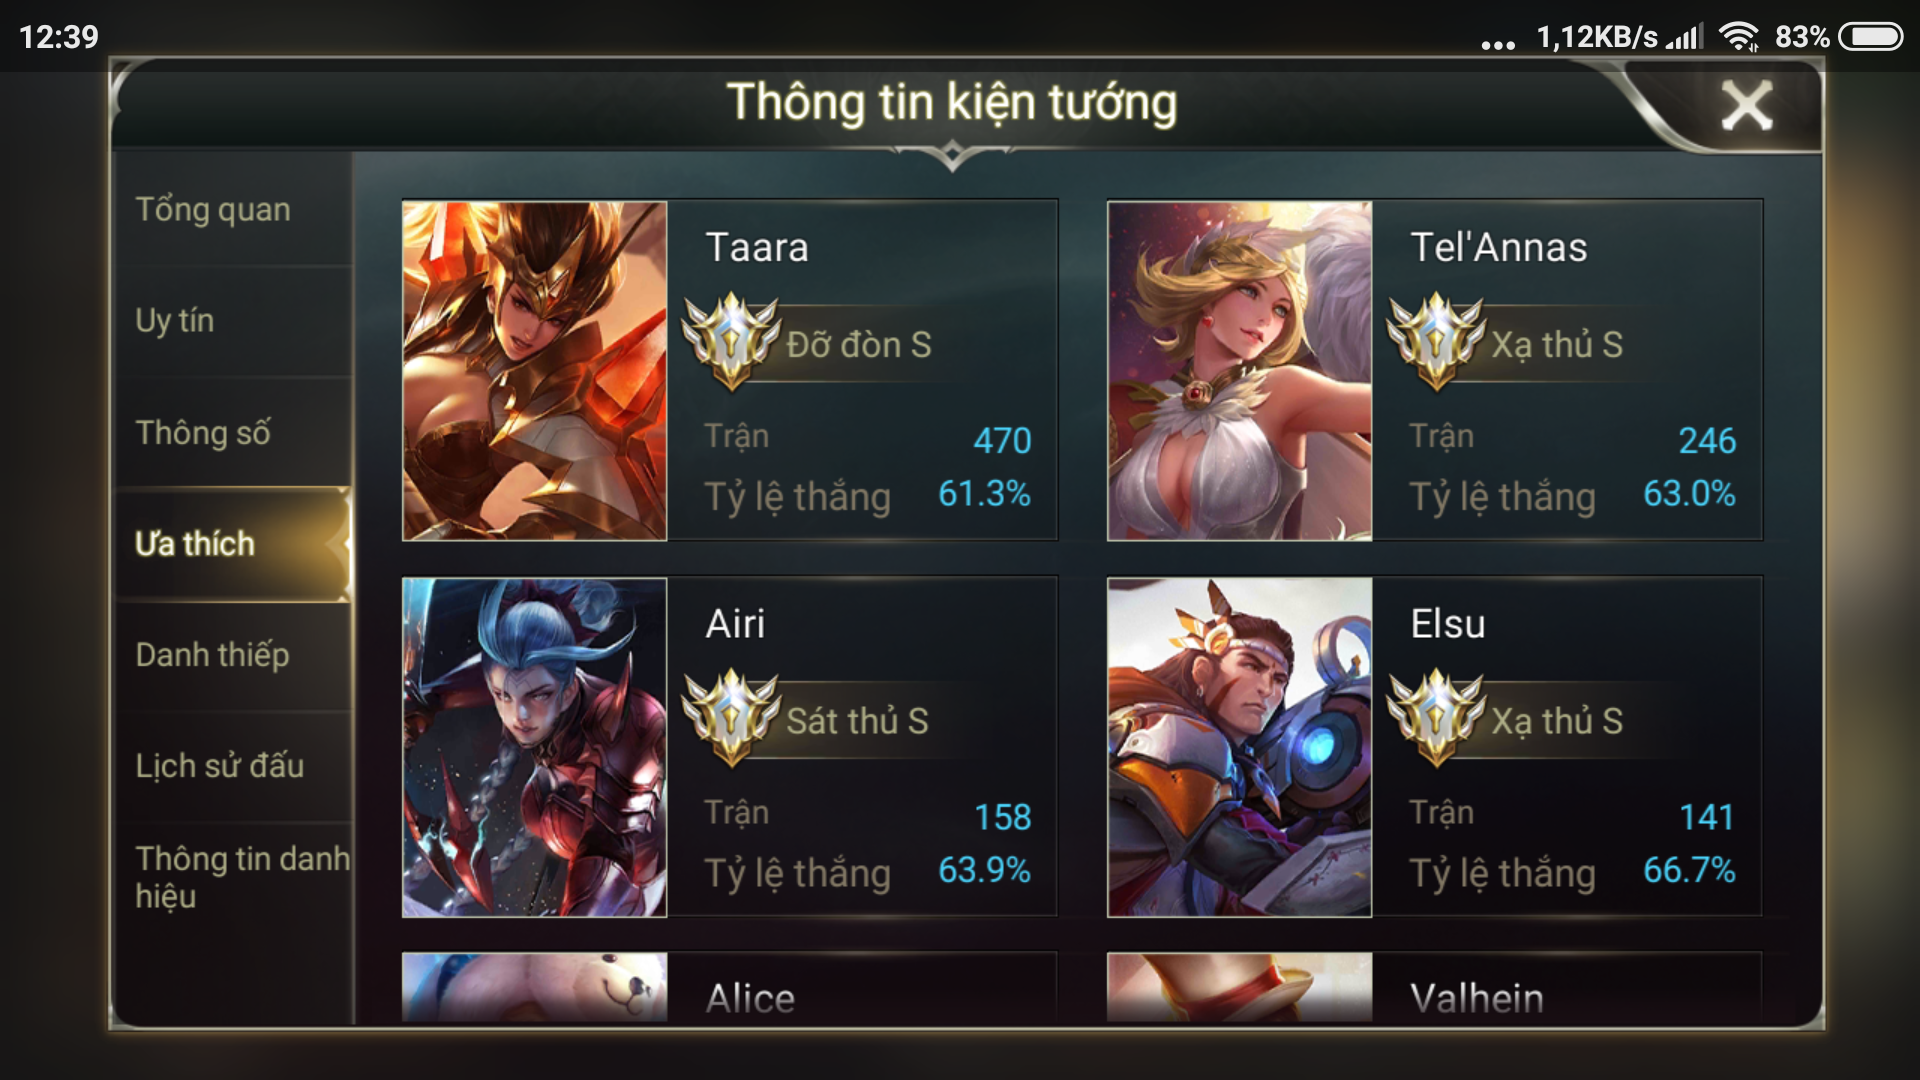 12:39
... 1,12KB/s 83%
Thông tin kiện tướng
Tổng quan
Uy tín
Thông số
Ưa thích
Danh thiếp
Lịch sử đấu
Thông tin danh
hiệu
Taara
Đỡ đòn S
Trận 470
Tỷ lệ thắng 61.3%
Tel'Annas
Xạ thủ S
Trận 246
Tỷ lệ thắng 63.0%
Airi
Sát thủ S
Trận 158
Tỷ lệ thắng 63.9%
Elsu
Xạ thủ S
Trận 141
Tỷ lệ thắng 66.7%
Alice
Valhein